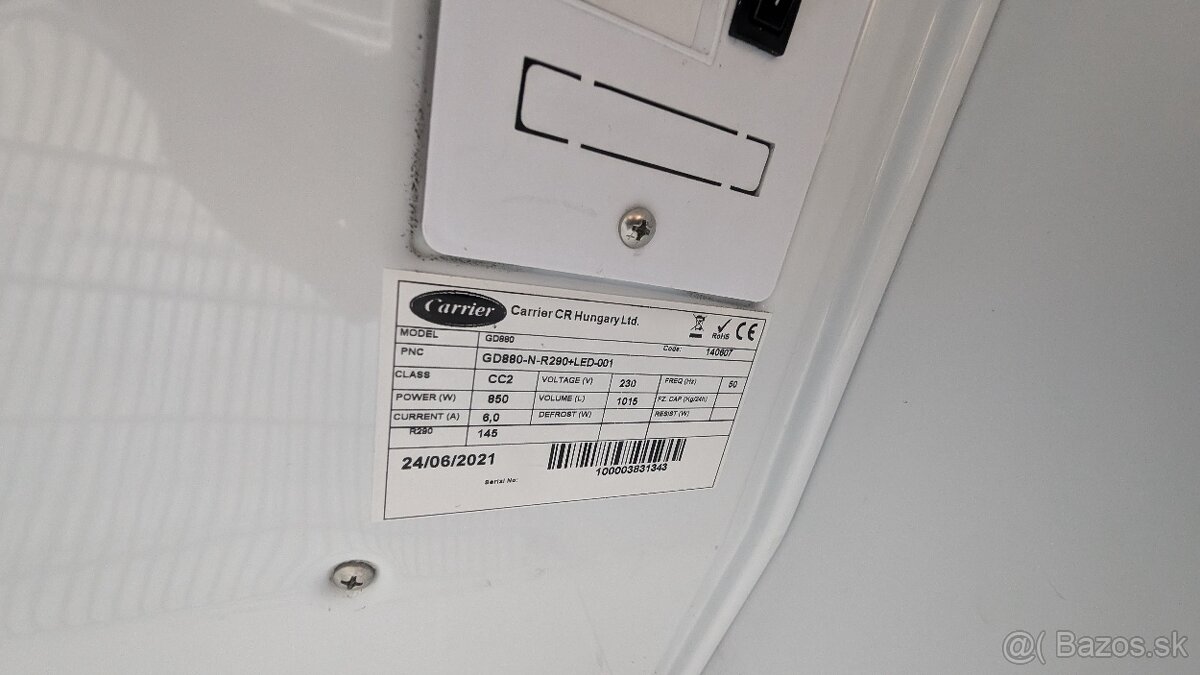 Carrier Carrier CR Hungary Ltd. RoHS CE
MODEL GD880 Code: 140607
PNC GD880-N-R290+LED-001
CLASS CC2 VOLTAGE (V) 230 FREQ (Hz) 50
POWER (W) 850 VOLUME (L) 1015 FZ. CAP (Kg/24h)
CURRENT (A) 6,0 DEFROST (W) RESIST (W)
R290 145
24/06/2021
Serial No: 100003831343
@( Bazos.sk